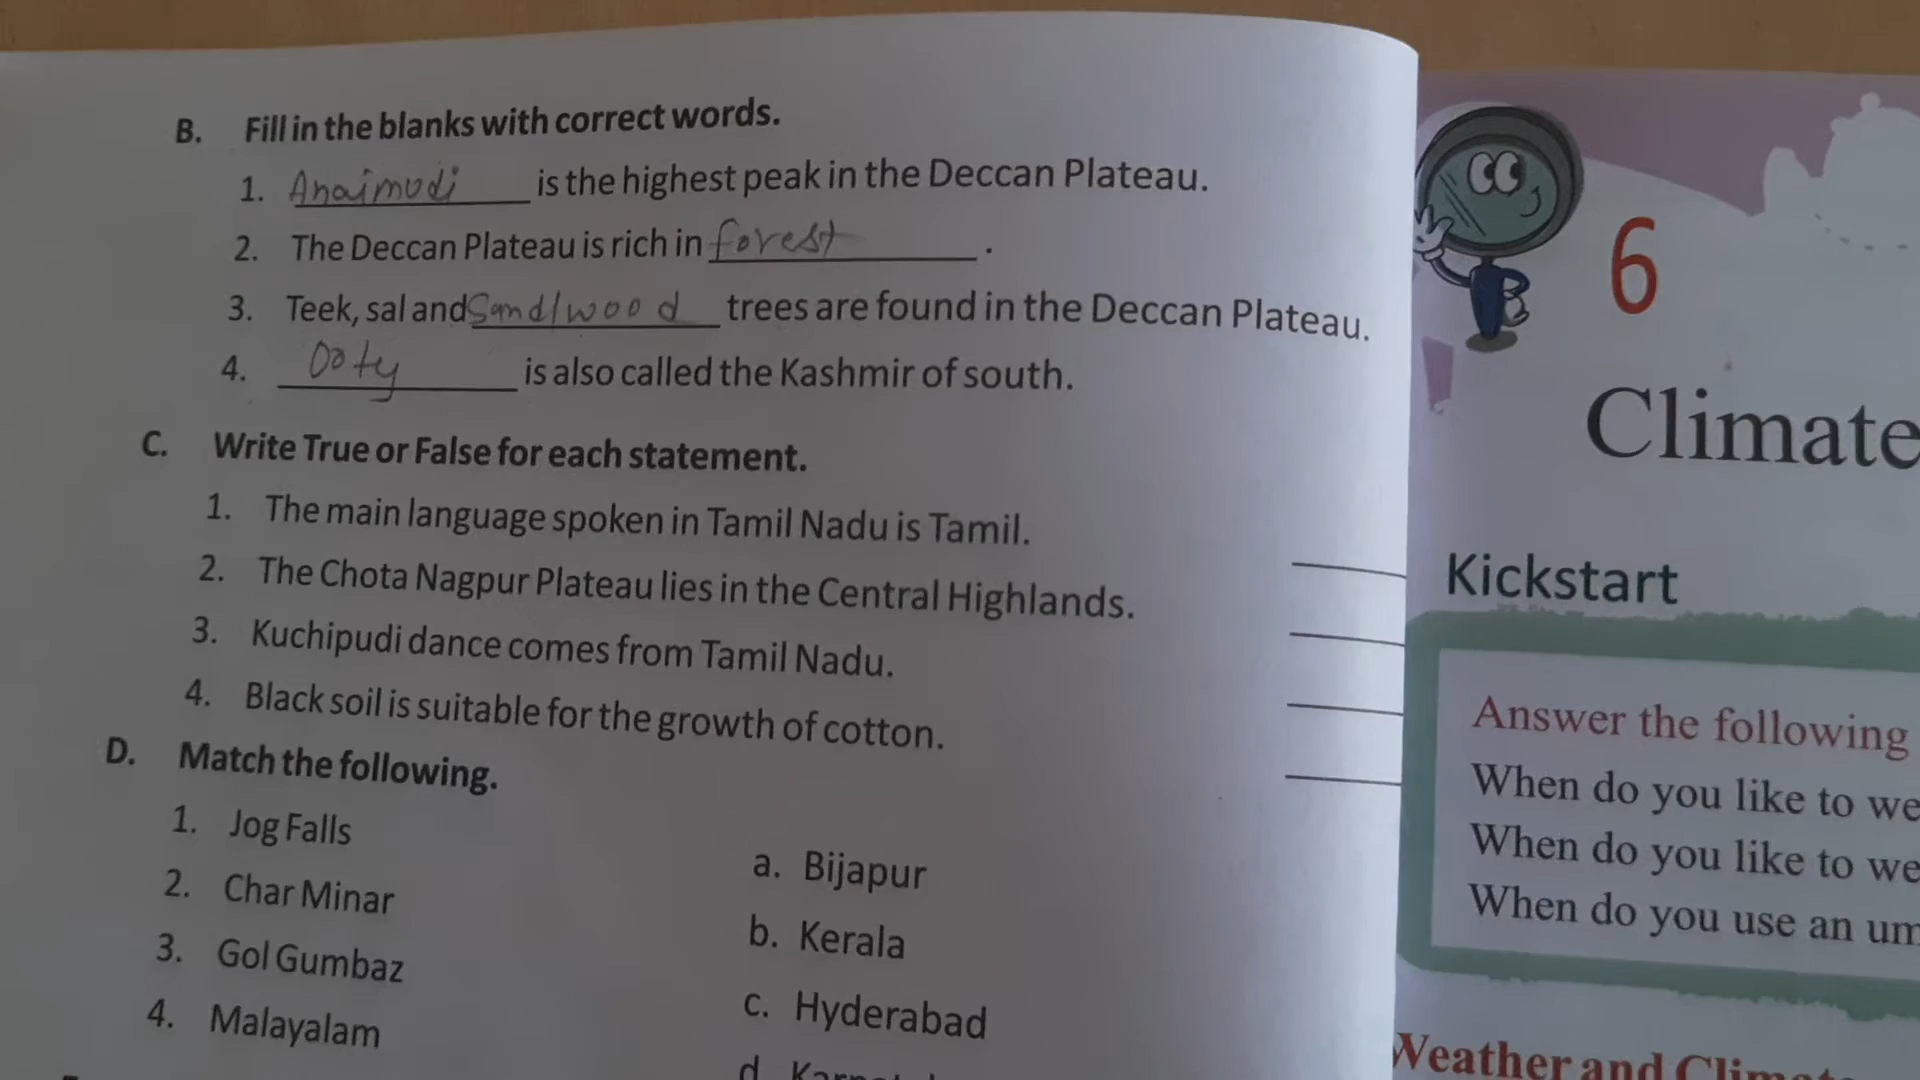 B. Fill in the blanks with correct words.
1. Anaimudi is the highest peak in the Deccan Plateau.
2. The Deccan Plateau is rich in forest.
3. Teek, sal and Sandlwood trees are found in the Deccan Plateau.
4. Ooty is also called the Kashmir of south.
C. Write True or False for each statement.
1. The main language spoken in Tamil Nadu is Tamil.
2. The Chota Nagpur Plateau lies in the Central Highlands.
3. Kuchipudi dance comes from Tamil Nadu.
4. Black soil is suitable for the growth of cotton.
D. Match the following.
1. Jog Falls
2. Char Minar
3. Gol Gumbaz
4. Malayalam
a. Bijapur
b. Kerala
c. Hyderabad
d
6
Climate
Kickstart
Answer the following
When do you like to we
When do you like to we
When do you use an um
Weather and